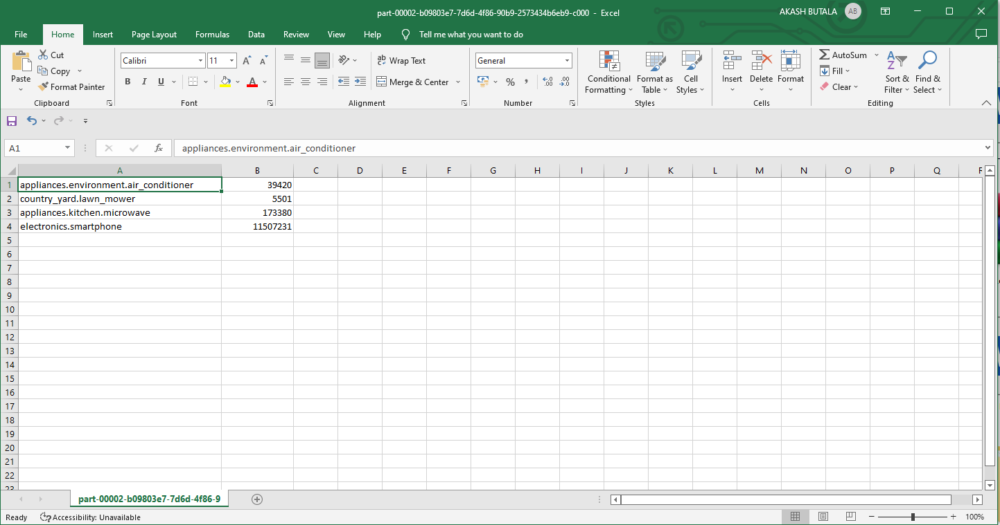 part-00002-b09803e7-7d6d-4f86-90b9-2573434b6eb9-c000 - Excel
AKASH BUTALA AB
File Home Insert Page Layout Formulas Data Review View Help Tell me what you want to do
Cut
Copy
Format Painter
Paste
Clipboard
Calibri 11 A A
B I U A
Font
ab Wrap Text
Merge & Center
Alignment
General
% ,
Number
Conditional Formatting
Format as Table
Cell Styles
Styles
Insert Delete Format
Cells
AutoSum
Fill
Clear
Sort & Filter
Find & Select
Editing
A1 fx appliances.environment.air_conditioner
A B C D E F G H I J K L M N O P Q
1 appliances.environment.air_conditioner 39420
2 country_yard.lawn_mower 5501
3 appliances.kitchen.microwave 173380
4 electronics.smartphone 11507231
5
6
7
8
9
10
11
12
13
14
15
16
17
18
19
20
21
22
23
part-00002-b09803e7-7d6d-4f86-9
Ready Accessibility: Unavailable 100%